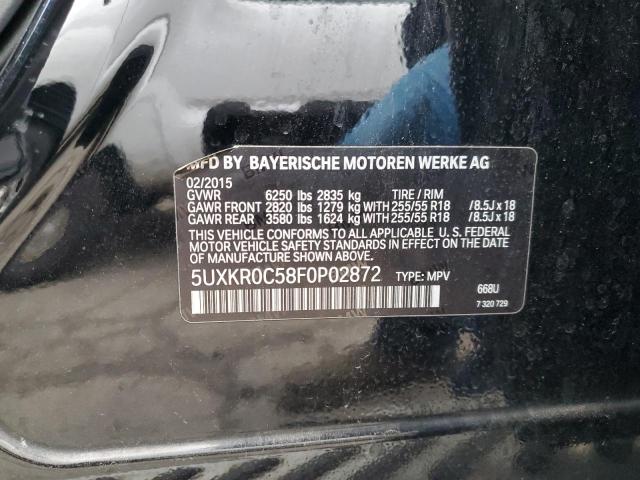 MFD BY BAYERISCHE MOTOREN WERKE AG
02/2015
GVWR 6250 lbs 2835 kg TIRE / RIM
GAWR FRONT 2820 lbs 1279 kg WITH 255/55 R18 /8.5J x 18
GAWR REAR 3580 lbs 1624 kg WITH 255/55 R18 /8.5J x 18
THIS VEHICLE CONFORMS TO ALL APPLICABLE U. S. FEDERAL
MOTOR VEHICLE SAFETY STANDARDS IN EFFECT ON THE
DATE OF MANUFACTURE SHOWN ABOVE.
5UXKR0C58F0P02872 TYPE: MPV
668U
7 320 729